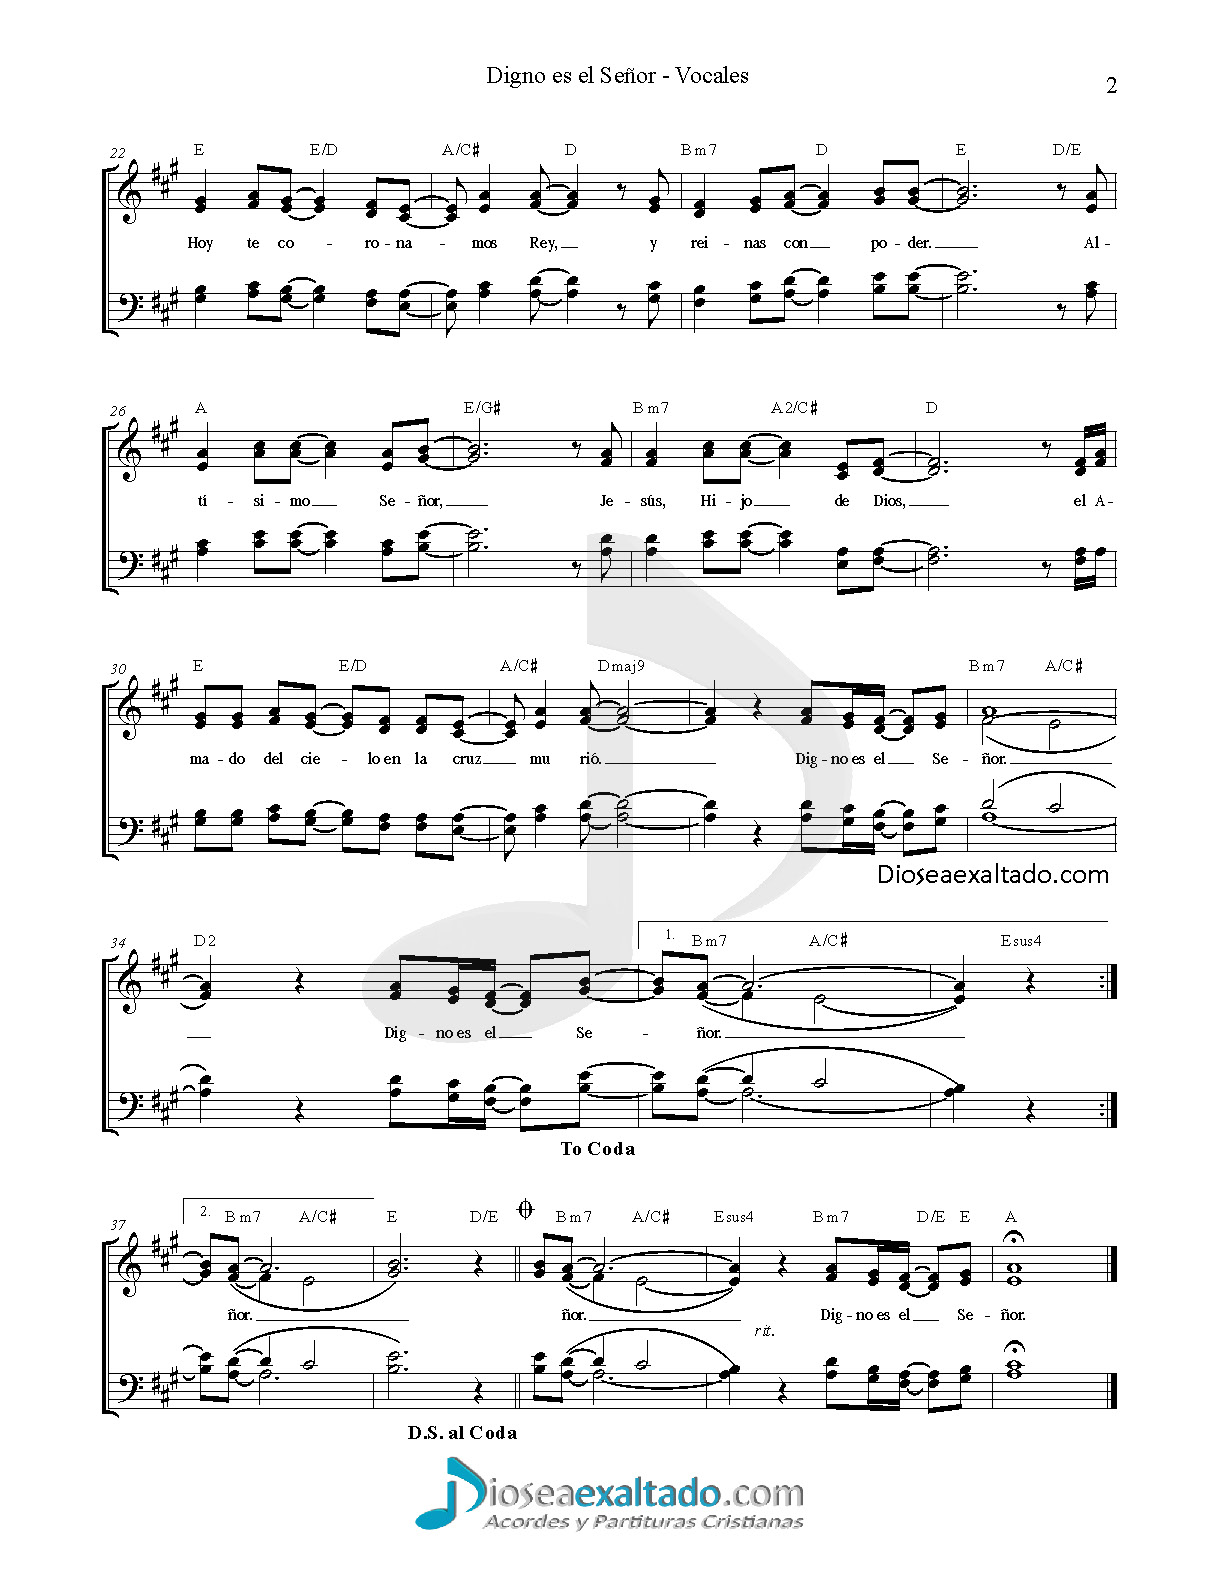 Digno es el Señor - Vocales
2
22 E E/D A/C# D Bm7 D E D/E
Hoy te co - ro - na - mos Rey, y rei - nas con po - der. Al-
26 A E/G# Bm7 A2/C# D
tí - si - mo Se - ñor, Je - sús, Hi - jo de Dios, el A-
30 E E/D A/C# Dmaj9 Bm7 A/C#
ma - do del cie - lo en la cruz mu rió. Dig - no es el Se - ñor.
Dioseaexaltado.com
34 D2 1. Bm7 A/C# Esus4
Dig - no es el Se - ñor.
To Coda
37 2. Bm7 A/C# E D/E Bm7 A/C# Esus4 Bm7 D/E E A
ñor. ñor. Dig - no es el Se - ñor.
rit.
D.S. al Coda
Dioseaexaltado.com
Acordes y Partituras Cristianas